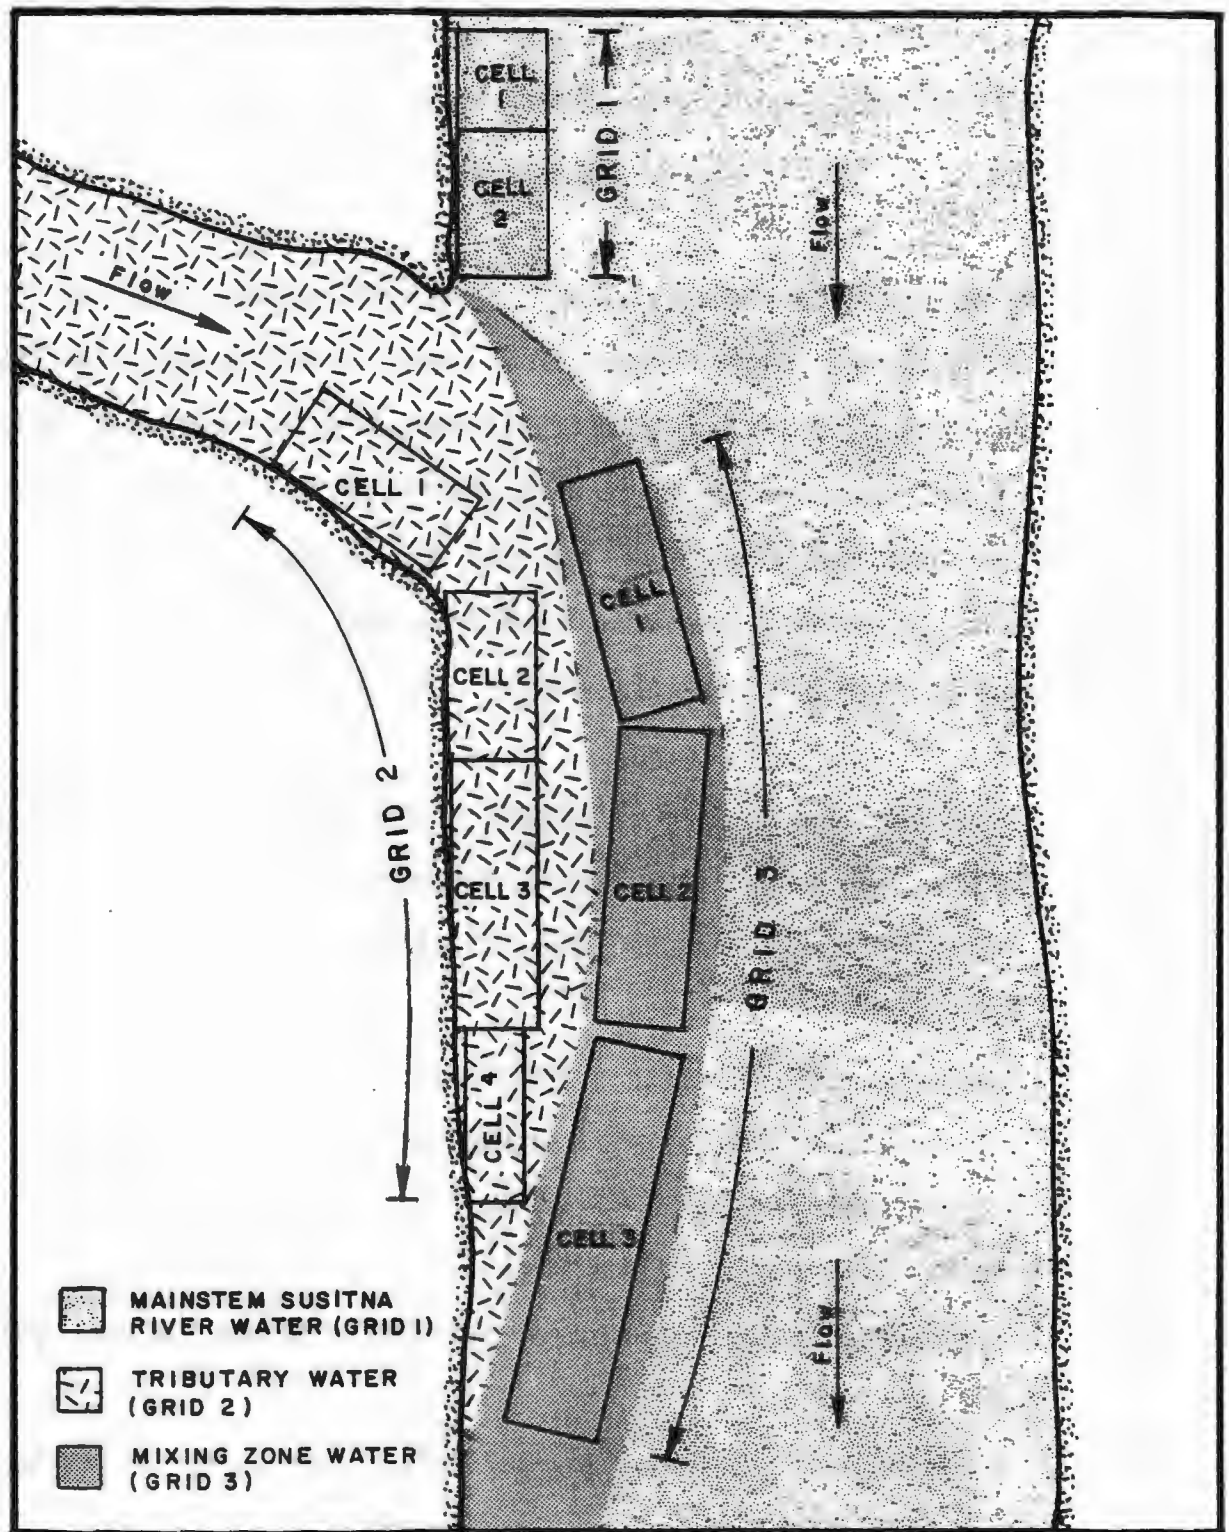 CELL
1
CELL
2
GRID 1
Flow
Flow
CELL 1
CELL
1
CELL 2
GRID 2
CELL 3
CELL 2
GRID 3
CELL 4
CELL 3
Flow
MAINSTEM SUSITNA
RIVER WATER (GRID 1)
TRIBUTARY WATER
(GRID 2)
MIXING ZONE WATER
(GRID 3)